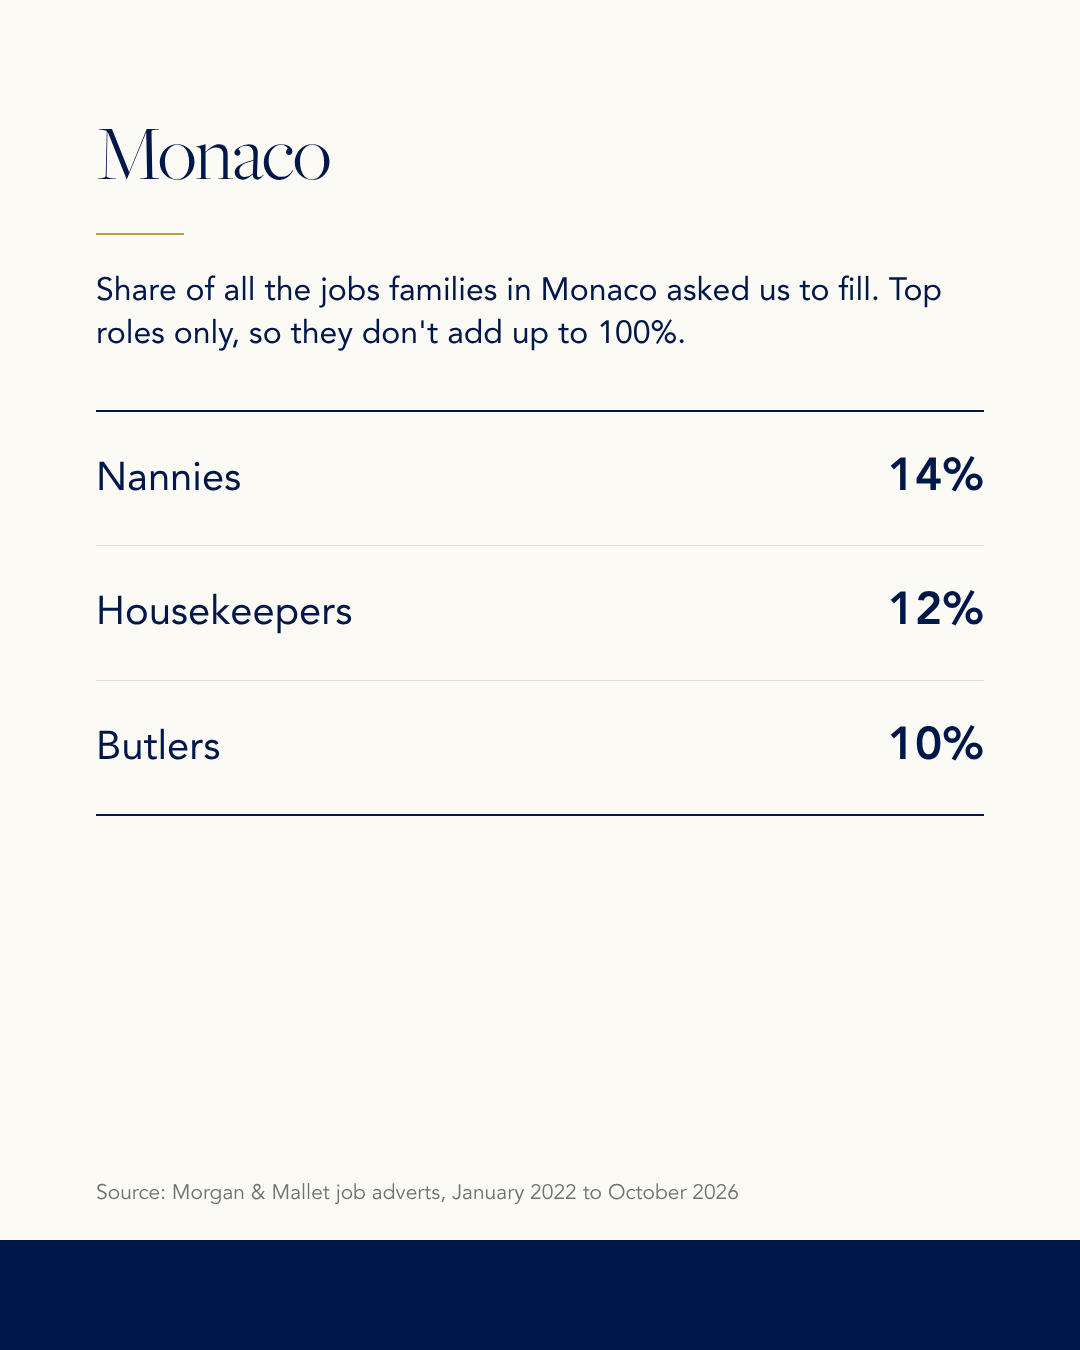 Monaco
Share of all the jobs families in Monaco asked us to fill. Top
roles only, so they don't add up to 100%.
Nannies 14%
Housekeepers 12%
Butlers 10%
Source: Morgan & Mallet job adverts, January 2022 to October 2026